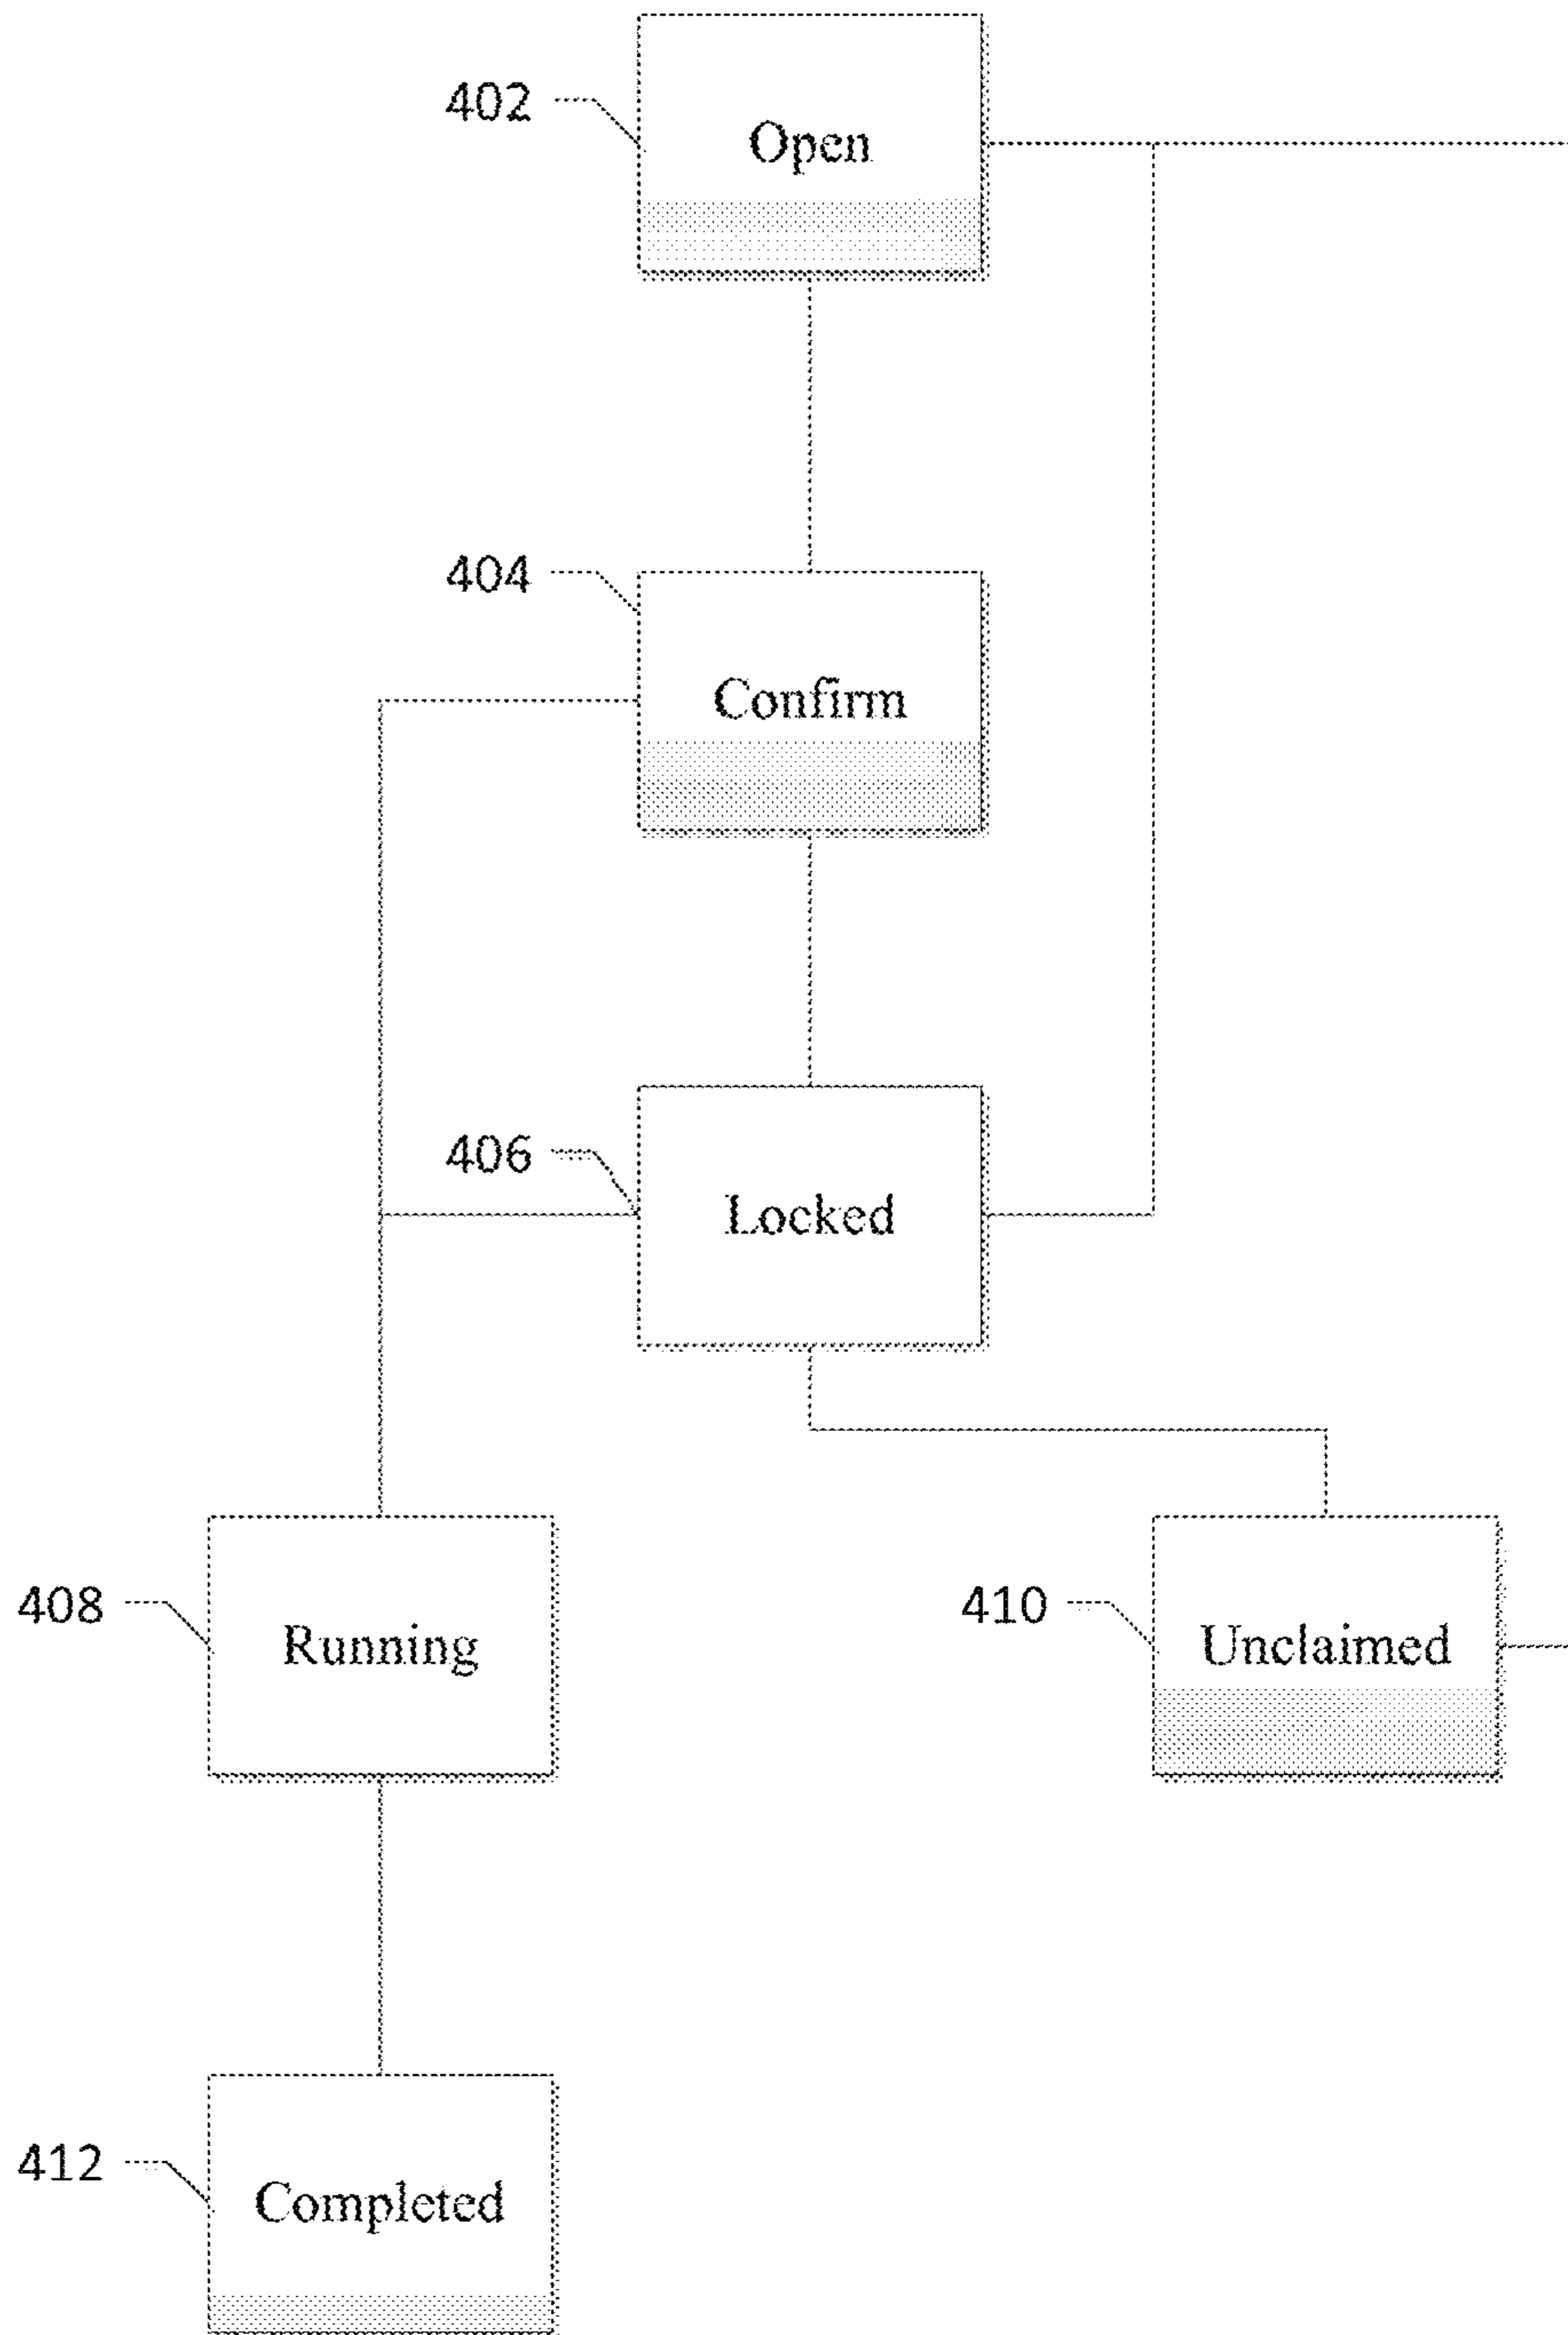 402
Open
404
Confirm
406
Locked
408
Running
410
Unclaimed
412
Completed